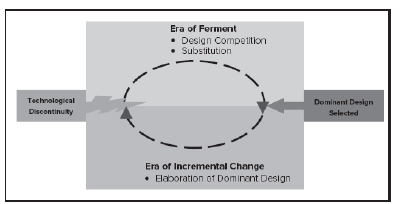 Era of Ferment
• Design Competition
• Substitution
Technological
Discontinuity
Dominant Design
Selected
Era of Incremental Change
• Elaboration of Dominant Design